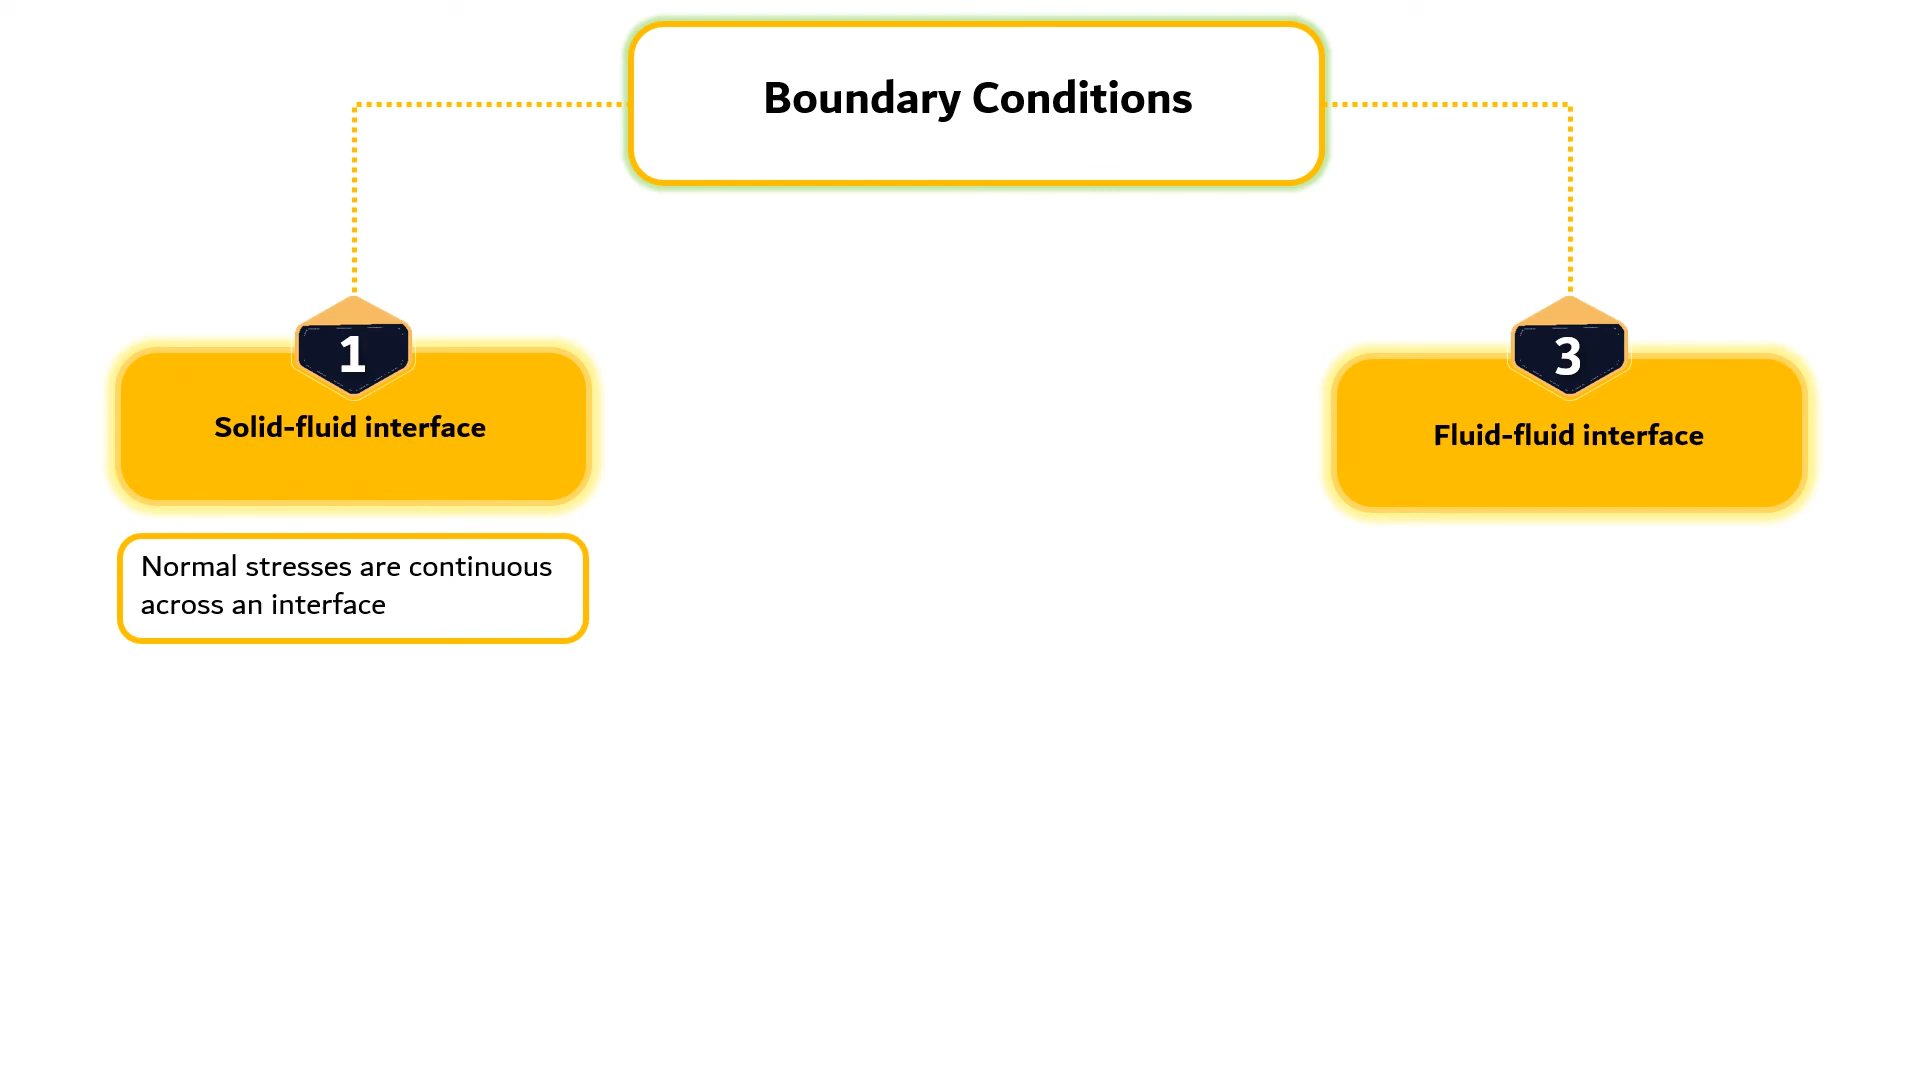 Boundary Conditions
1
Solid-fluid interface
Normal stresses are continuous
across an interface
3
Fluid-fluid interface